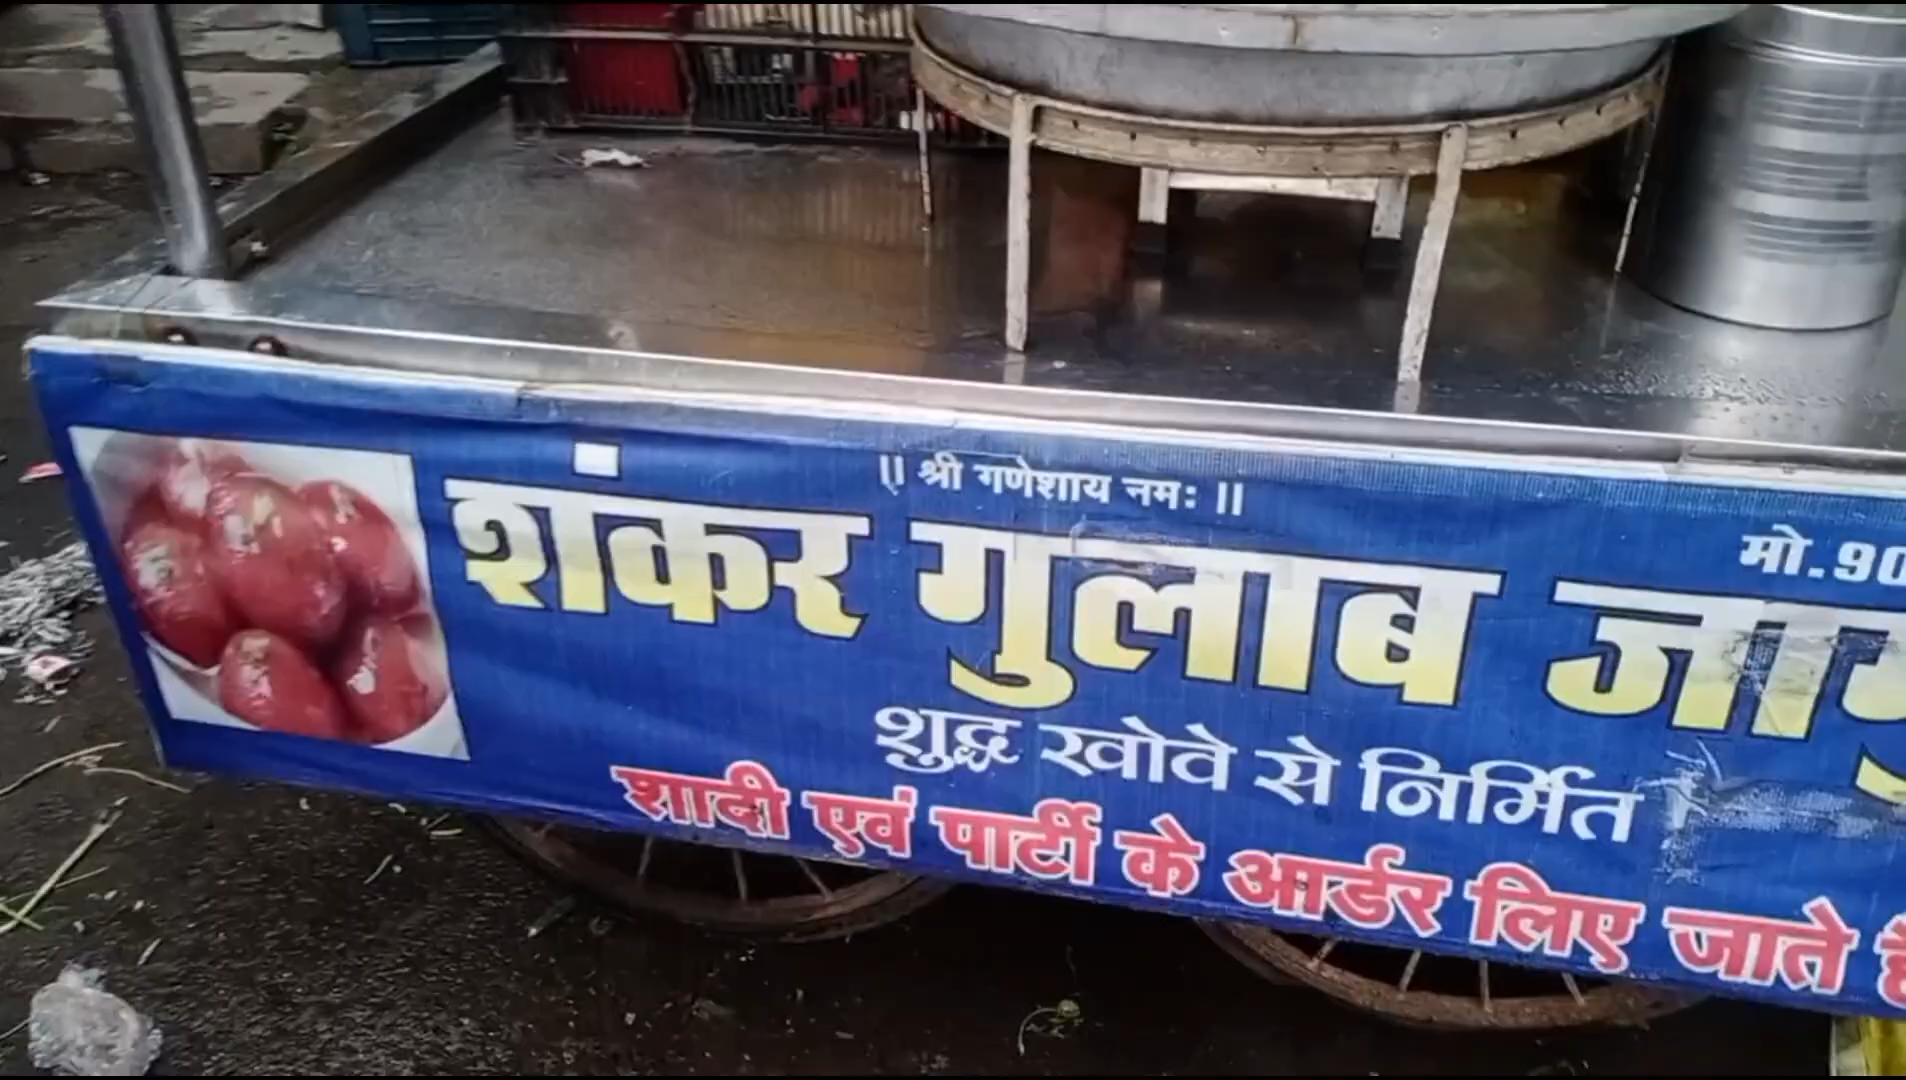 ॥ श्री गणेशाय नमः ॥
मो.90
शंकर गुलाब
शुद्ध खोवे से निर्मित
शादी एवं पार्टी के आर्डर लिए जाते है